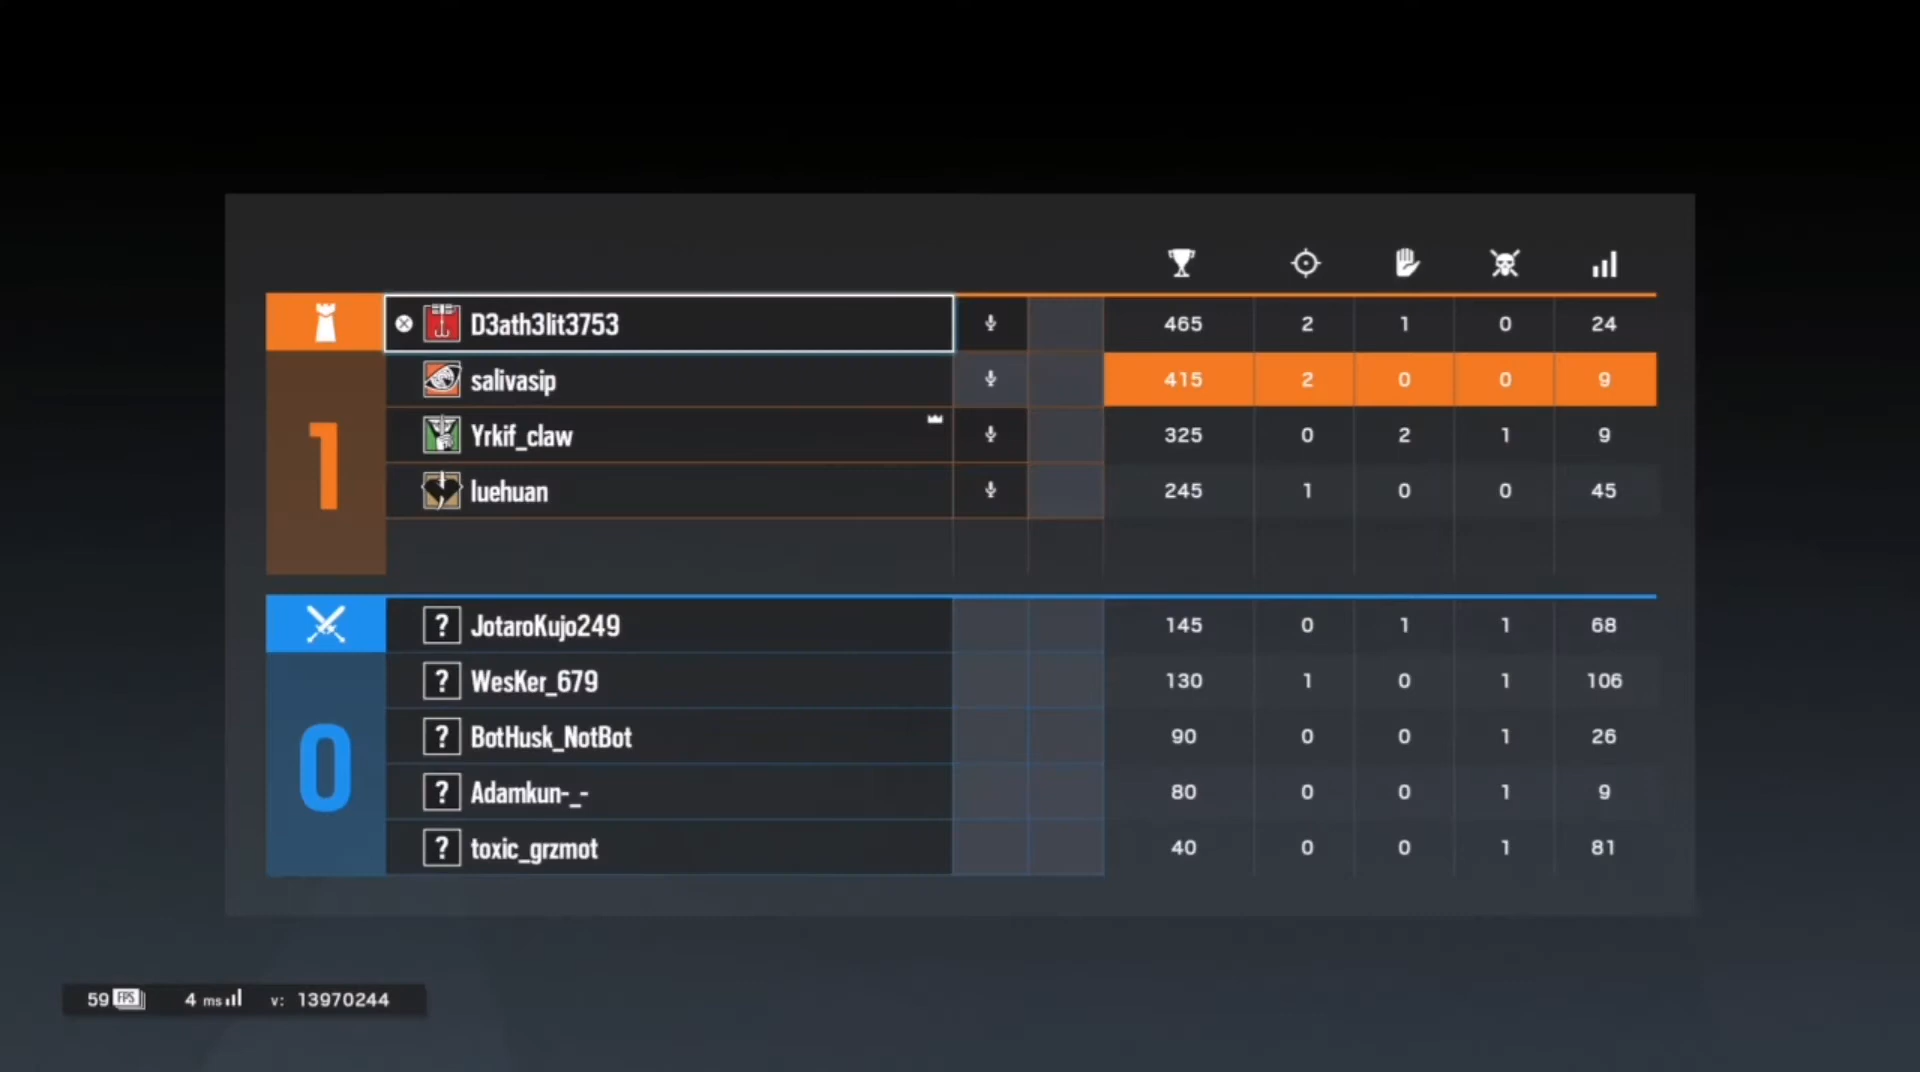 D3ath3lit3753 465 2 1 0 24
salivasip 415 2 0 0 9
1
Yrkif_claw 325 0 2 1 9
luehuan 245 1 0 0 45
? JotaroKujo249 145 0 1 1 68
? WesKer_679 130 1 0 1 106
0
? BotHusk_NotBot 90 0 0 1 26
? Adamkun-_- 80 0 0 1 9
? toxic_grzmot 40 0 0 1 81
59 FPS 4 ms v: 13970244